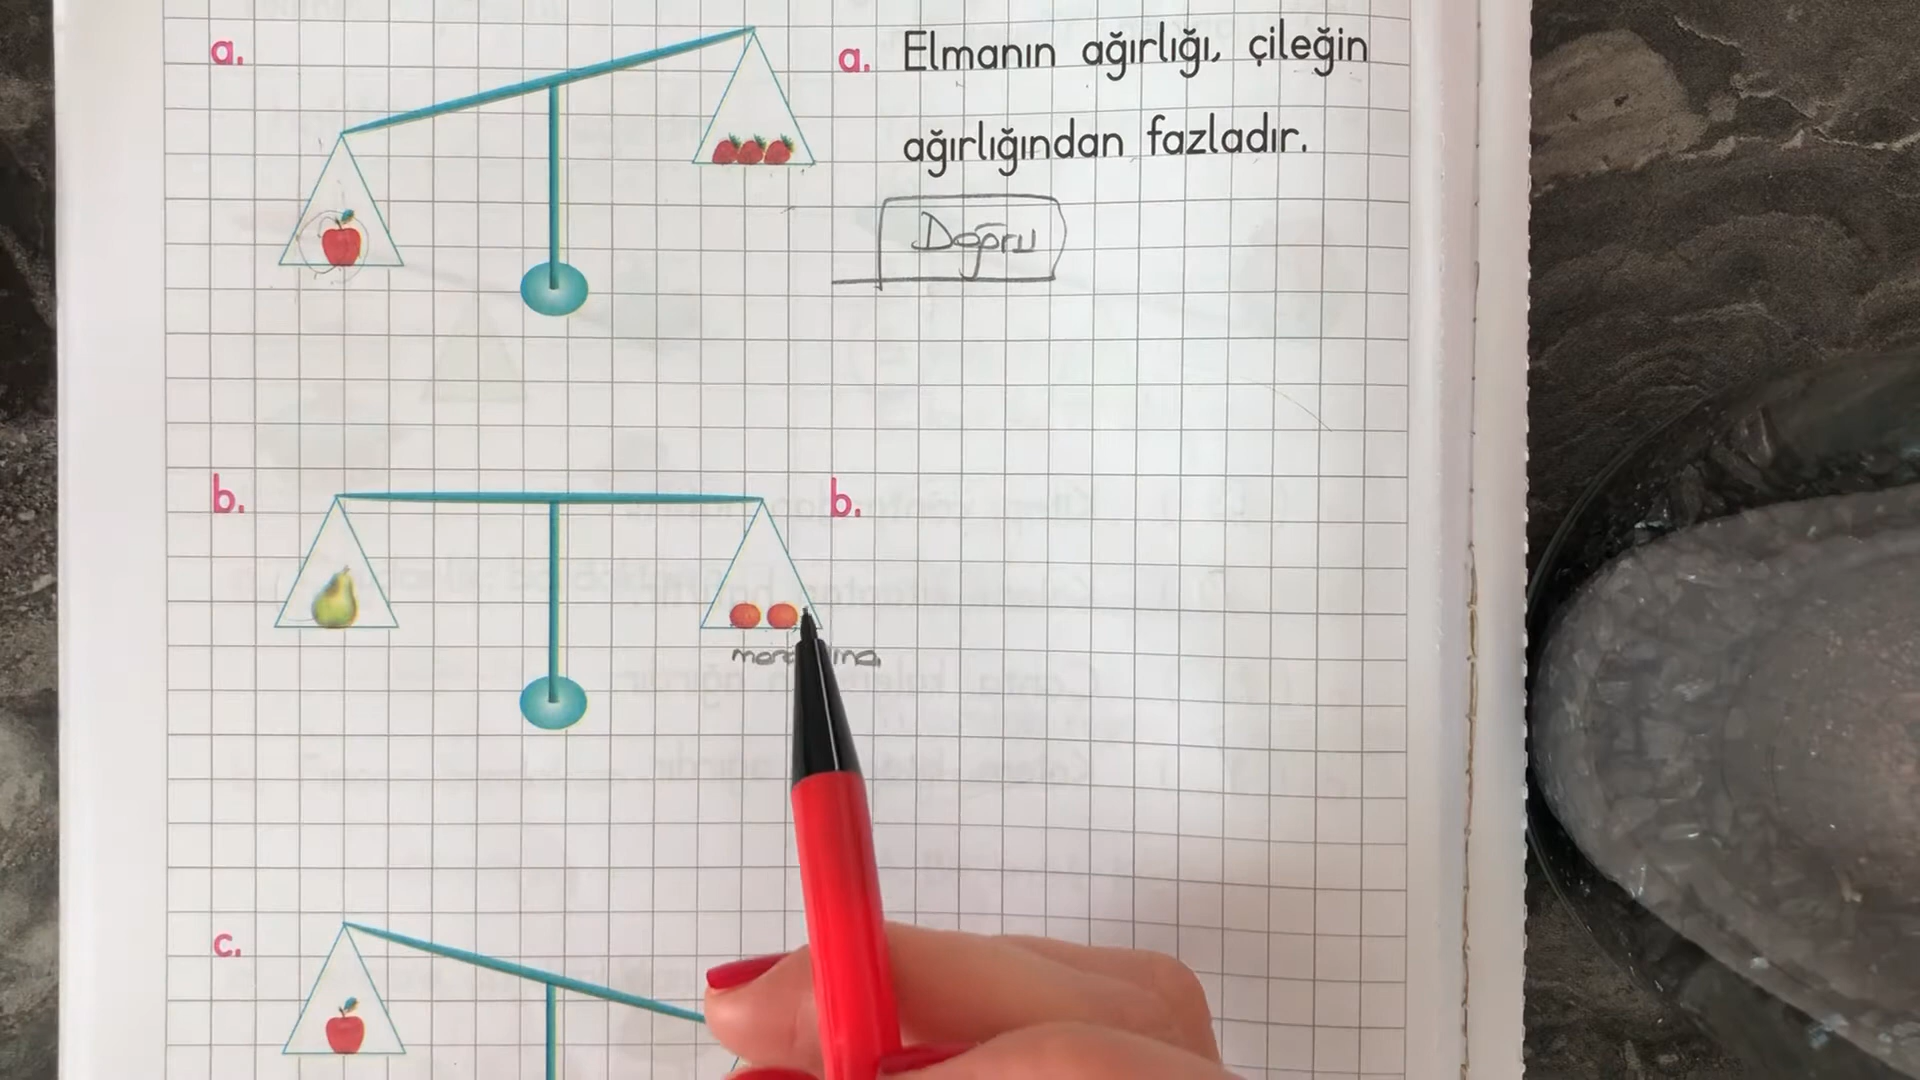 a.
a. Elmanın ağırlığı, çileğin
ağırlığından fazladır.
Doğru
b.
b.
c.